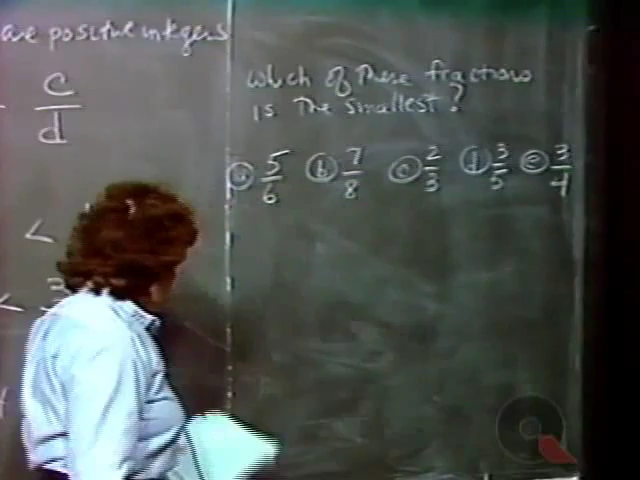 are positive integers
c
d
<
<
Which of These fractions
is The smallest?
(a) 5/6 (b) 7/8 (c) 2/3 (d) 3/5 (e) 3/4